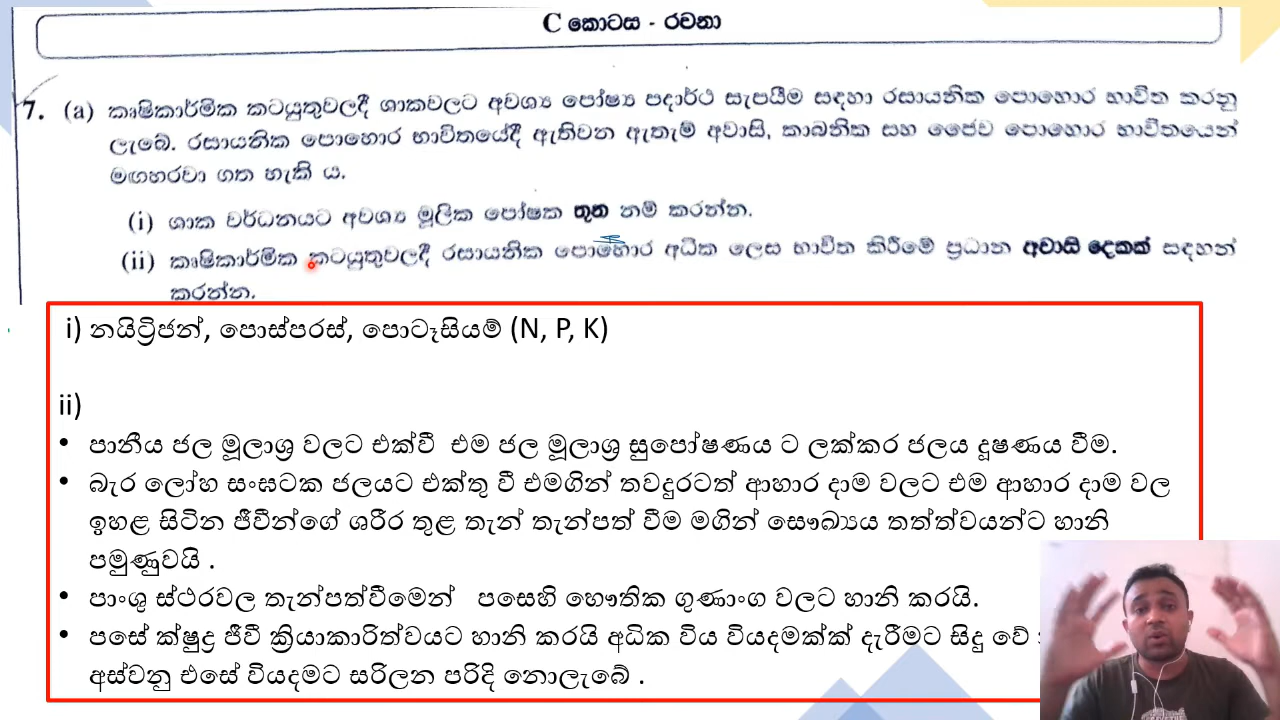 C කොටස - රචනා
7. (a) කෘෂිකාර්මික කටයුතුවලදී ශාකවලට අවශ්‍ය පෝෂ්‍ය පදාර්ථ සැපයීම සඳහා රසායනික පොහොර භාවිත කරනු
ලැබේ. රසායනික පොහොර භාවිතයේදී ඇතිවන ඇතැම් අවාසි, කාබනික සහ ජෛව පොහොර භාවිතයෙන්
මඟහරවා ගත හැකි ය.
(i) ශාක වර්ධනයට අවශ්‍ය මූලික පෝෂක තුන නම් කරන්න.
(ii) කෘෂිකාර්මික කටයුතුවලදී රසායනික පොහොර අධික ලෙස භාවිත කිරීමේ ප්‍රධාන අවාසි දෙකක් සඳහන්
කරන්න.
i) නයිට්‍රිජන්, පොස්පරස්, පොටෑසියම් (N, P, K)
ii)
• පානීය ජල මූලාශ්‍ර වලට එක්වී එම ජල මූලාශ්‍ර සුපෝෂණය ට ලක්කර ජලය දූෂණය වීම.
• බැර ලෝහ සංඝටක ජලයට එක්තු වී එමගින් තවදුරටත් ආහාර දාම වලට එම ආහාර දාම වල
ඉහළ සිටින ජීවීන්ගේ ශරීර තුළ තැන් තැන්පත් වීම මගින් සෞඛ්‍යය තත්ත්වයන්ට හානි
පමුණුවයි .
• පාංශු ස්ථරවල තැන්පත්වීමෙන් පසෙහි භෞතික ගුණාංග වලට හානි කරයි.
• පසේ ක්ෂුද්‍ර ජීවී ක්‍රියාකාරිත්වයට හානි කරයි අධික විය වියදමක්ක් දැරීමට සිදු වේ
අස්වනු එසේ වියදමට සරිලන පරිදි නොලැබේ .